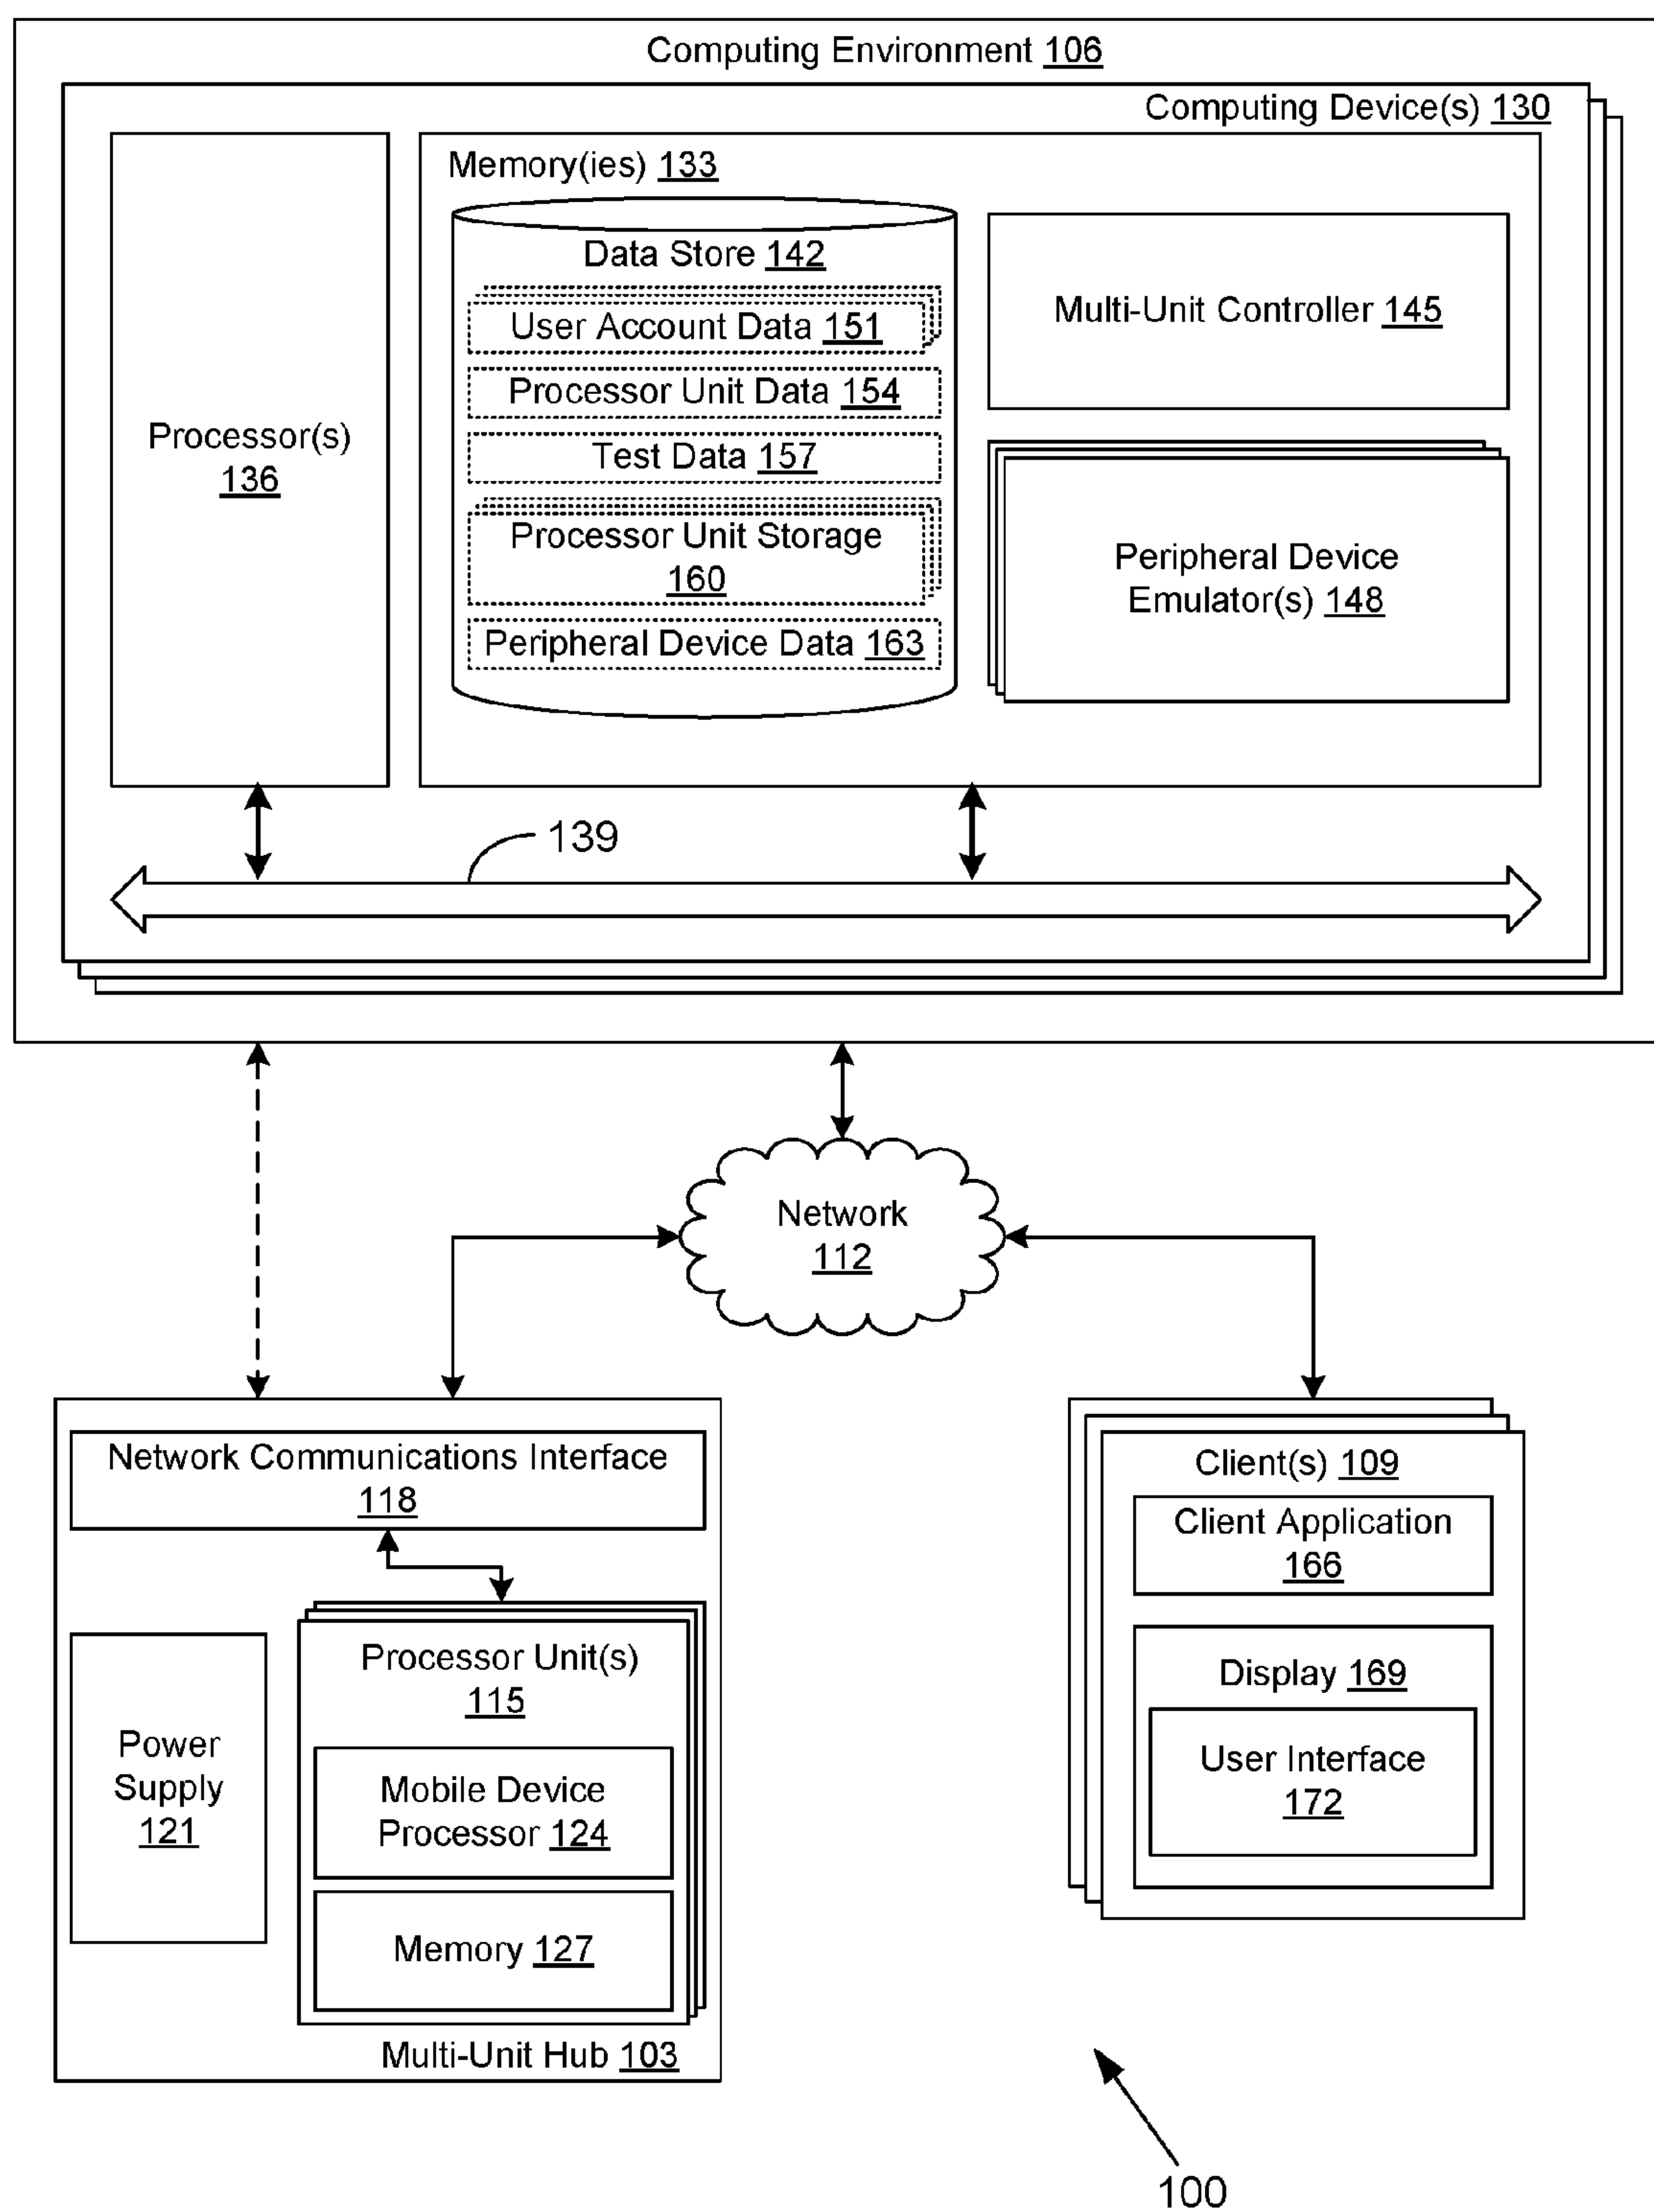 Computing Environment 106
Computing Device(s) 130
Processor(s)
136
Memory(ies) 133
Data Store 142
User Account Data 151
Processor Unit Data 154
Test Data 157
Processor Unit Storage
160
Peripheral Device Data 163
Multi-Unit Controller 145
Peripheral Device
Emulator(s) 148
139
Network
112
Network Communications Interface
118
Power
Supply
121
Processor Unit(s)
115
Mobile Device
Processor 124
Memory 127
Multi-Unit Hub 103
Client(s) 109
Client Application
166
Display 169
User Interface
172
100